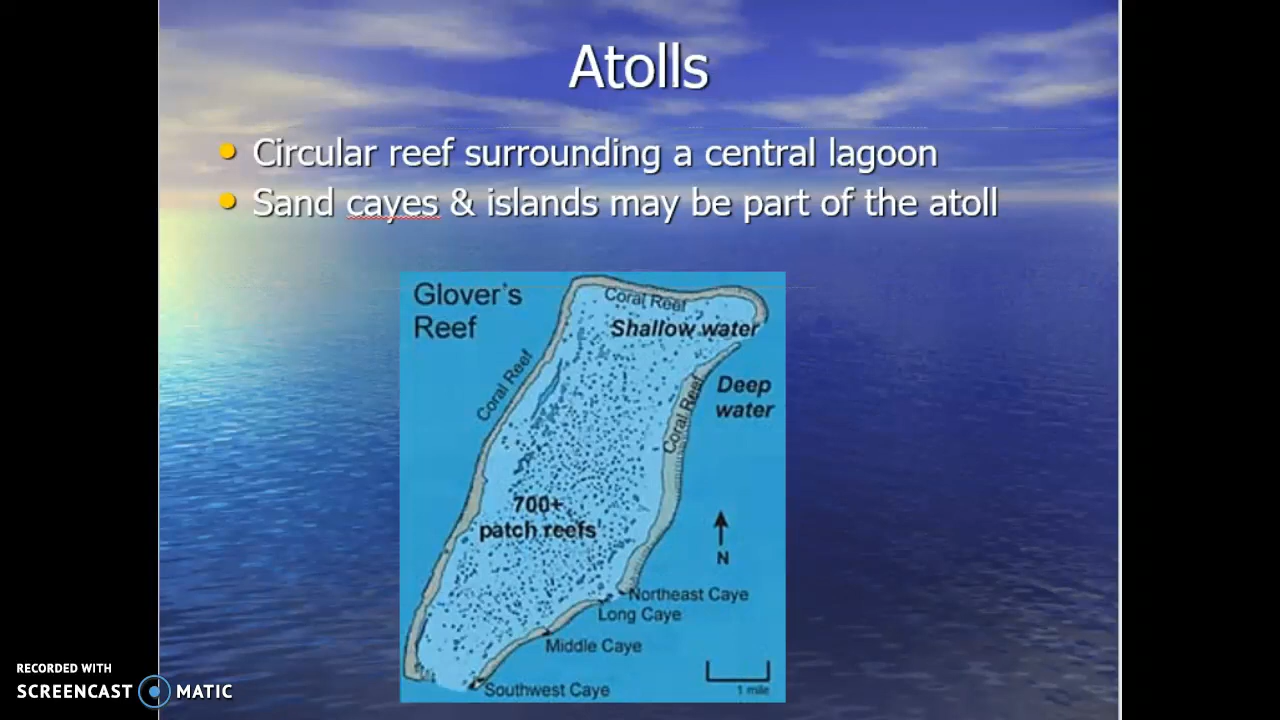 Atolls
Circular reef surrounding a central lagoon
Sand cayes & islands may be part of the atoll
Glover's
Reef
Coral Reef
Shallow water
Coral Reef
Deep
water
Coral Reef
700+
patch reefs
N
Northeast Caye
Long Caye
Middle Caye
Southwest Caye
1 mile
RECORDED WITH
SCREENCAST MATIC